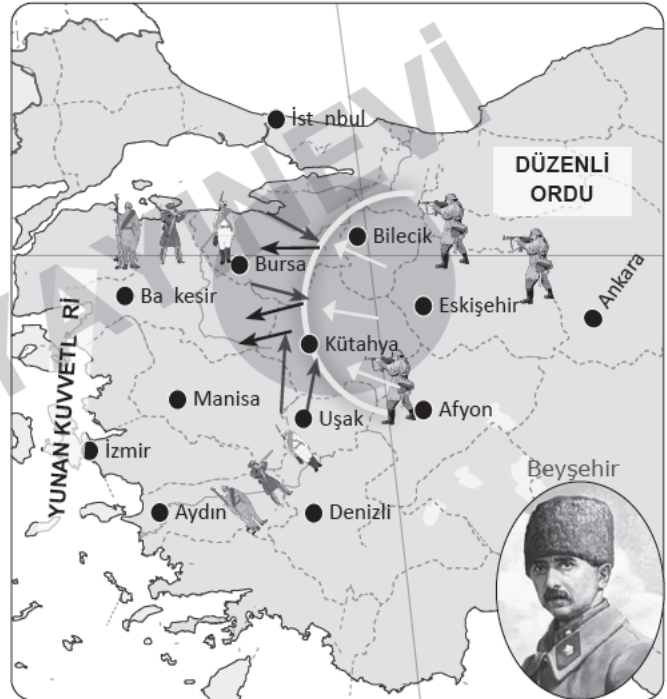 İst nbul
DÜZENLİ
ORDU
Bilecik
Bursa
Ba kesir
Eskişehir
Ankara
Kütahya
YUNAN KUVVETL Rİ
Manisa
Uşak
Afyon
İzmir
Beyşehir
Aydın
Denizli
YAYINEVİ